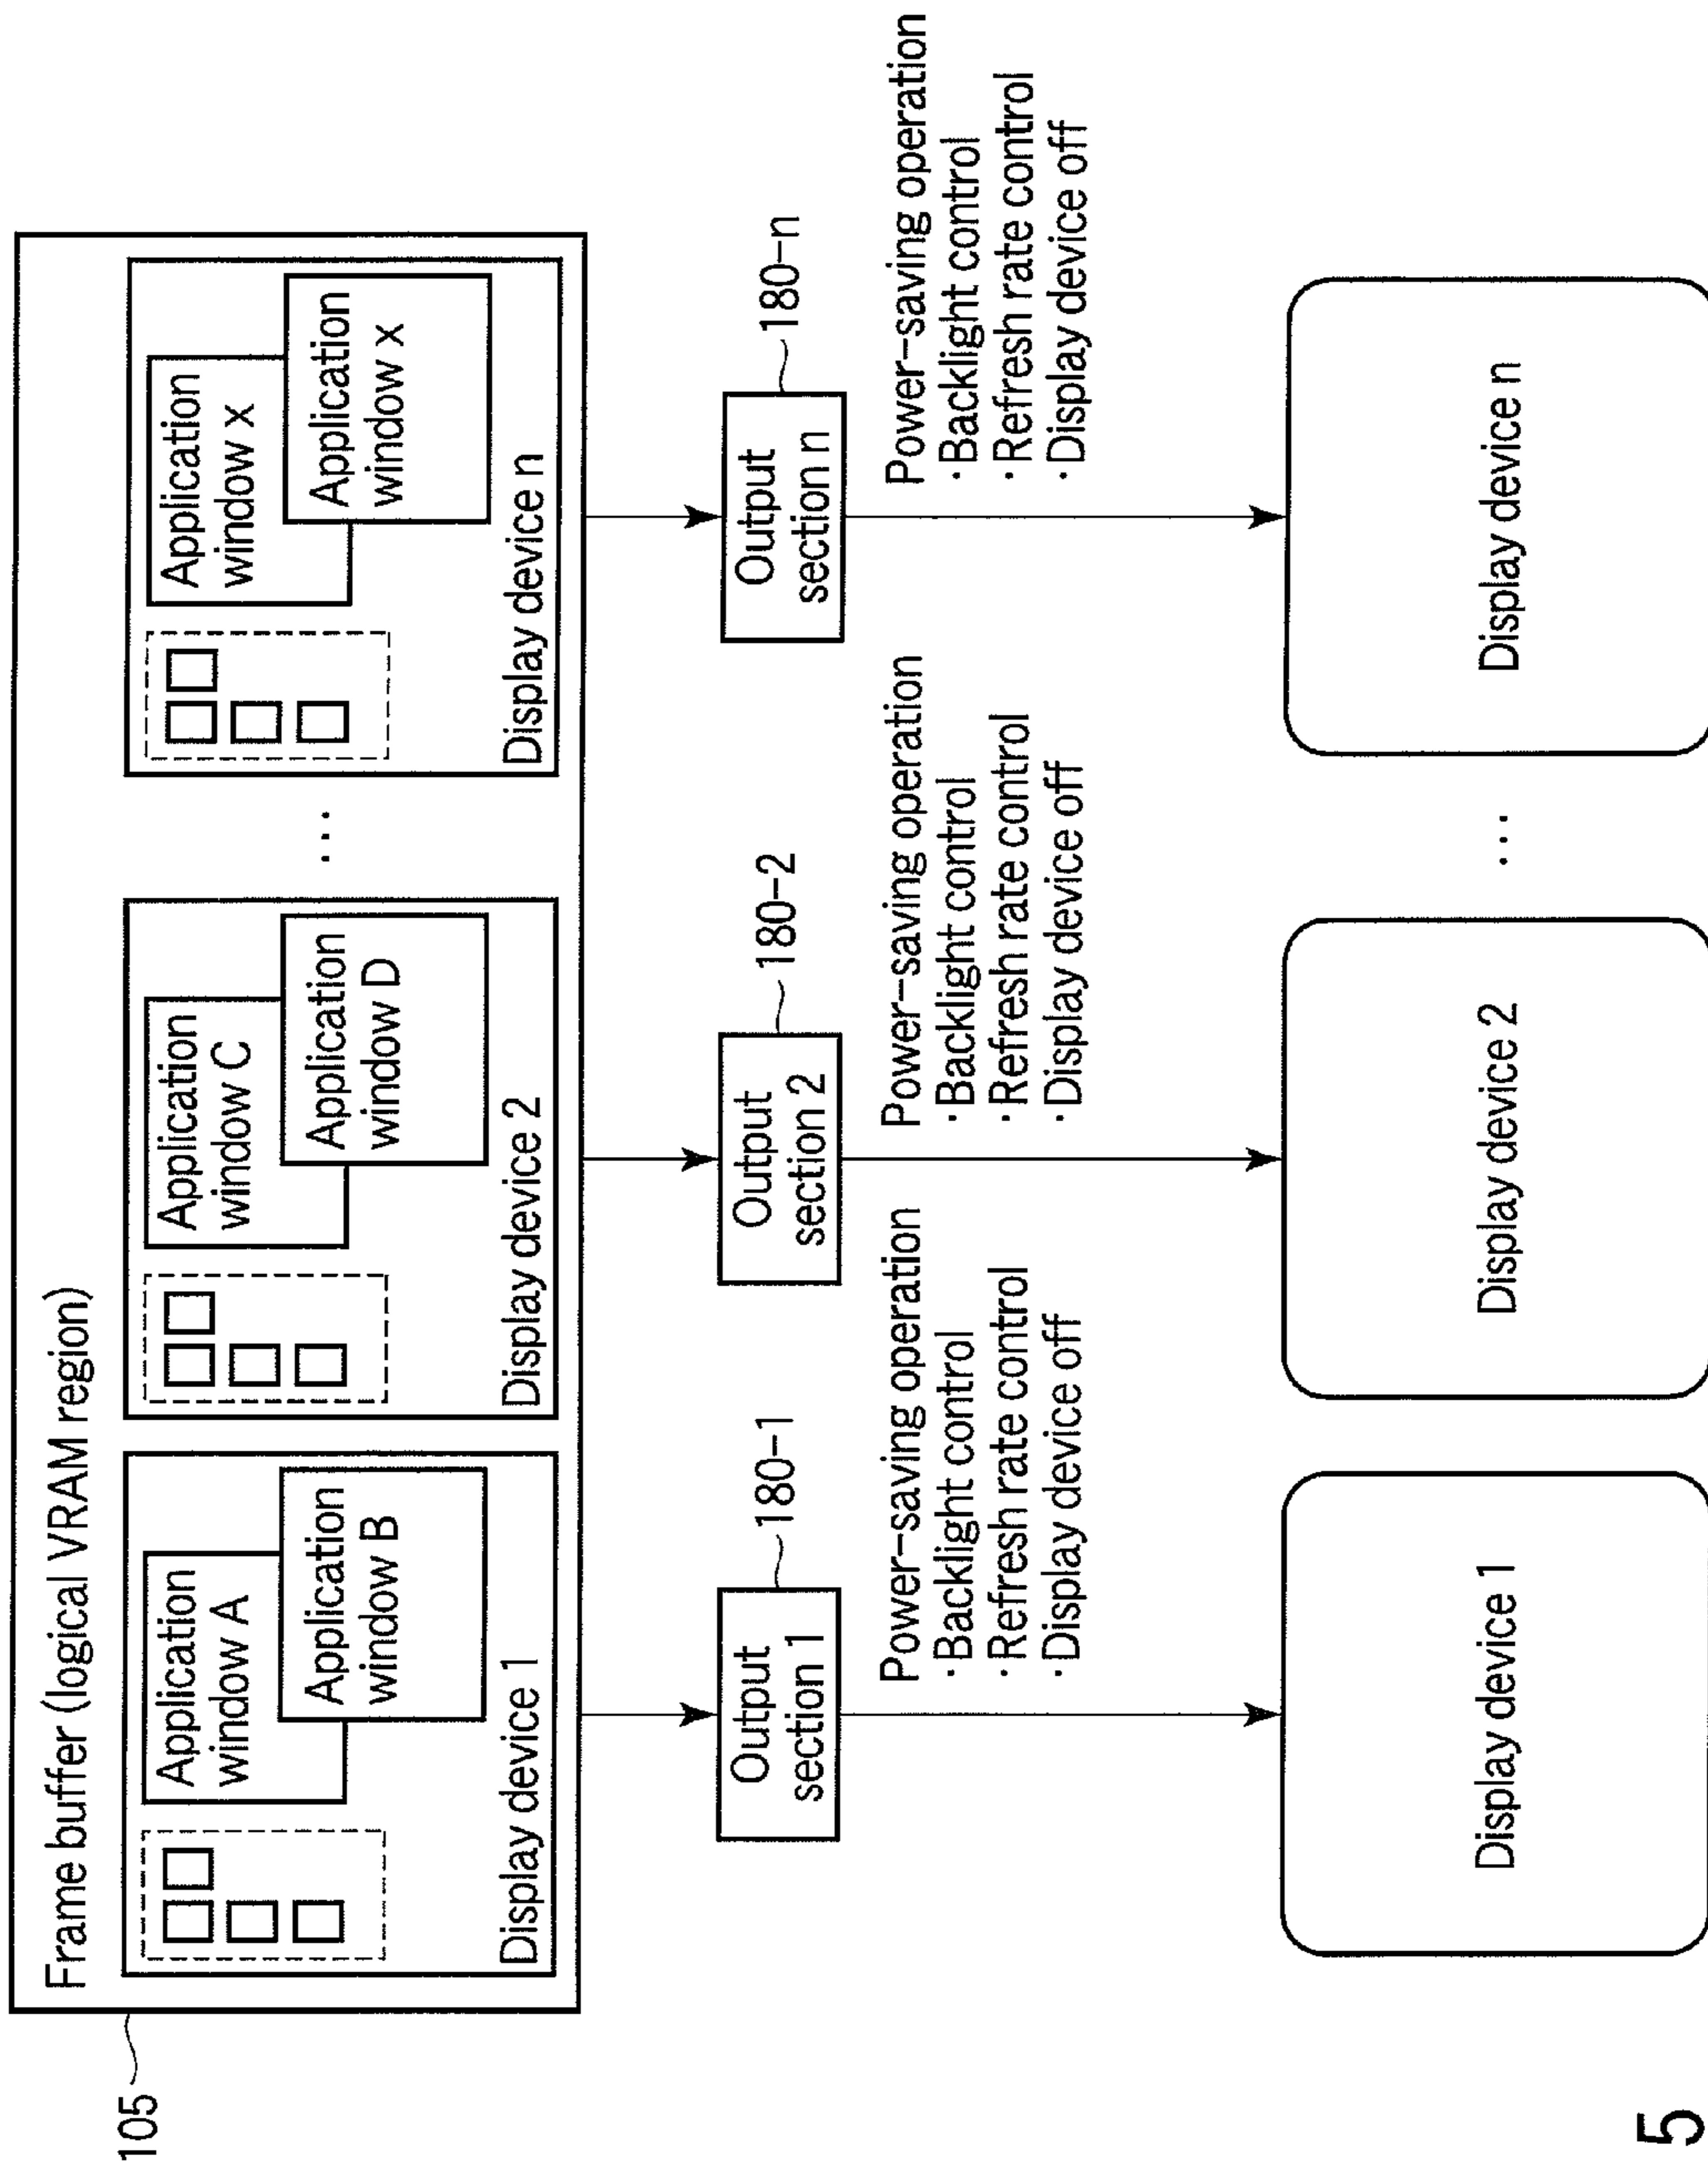 Frame buffer (logical VRAM region)
105
Application
window A
Application
window B
Display device 1
Application
window C
Application
window D
Display device 2
...
Application
window x
Application
window x
Display device n
Output
section 1
180-1
Output
section 2
180-2
Output
section n
180-n
Power-saving operation
·Backlight control
·Refresh rate control
·Display device off
Power-saving operation
·Backlight control
·Refresh rate control
·Display device off
Power-saving operation
·Backlight control
·Refresh rate control
·Display device off
Display device 1
Display device 2
...
Display device n
5